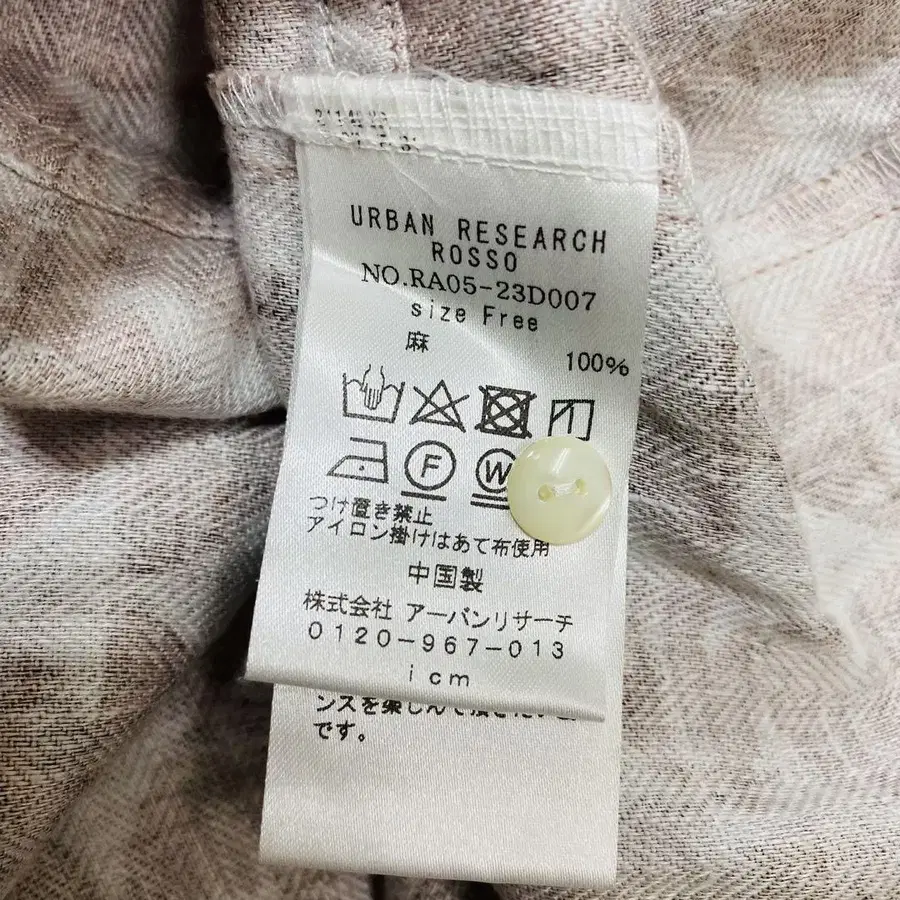 URBAN RESEARCH
ROSSO
NO.RA05-23D007
size Free
麻 100%
F W
つけ置き禁止
アイロン掛けはあて布使用
中国製
株式会社 アーバンリサーチ
0120-967-013
icm
です。